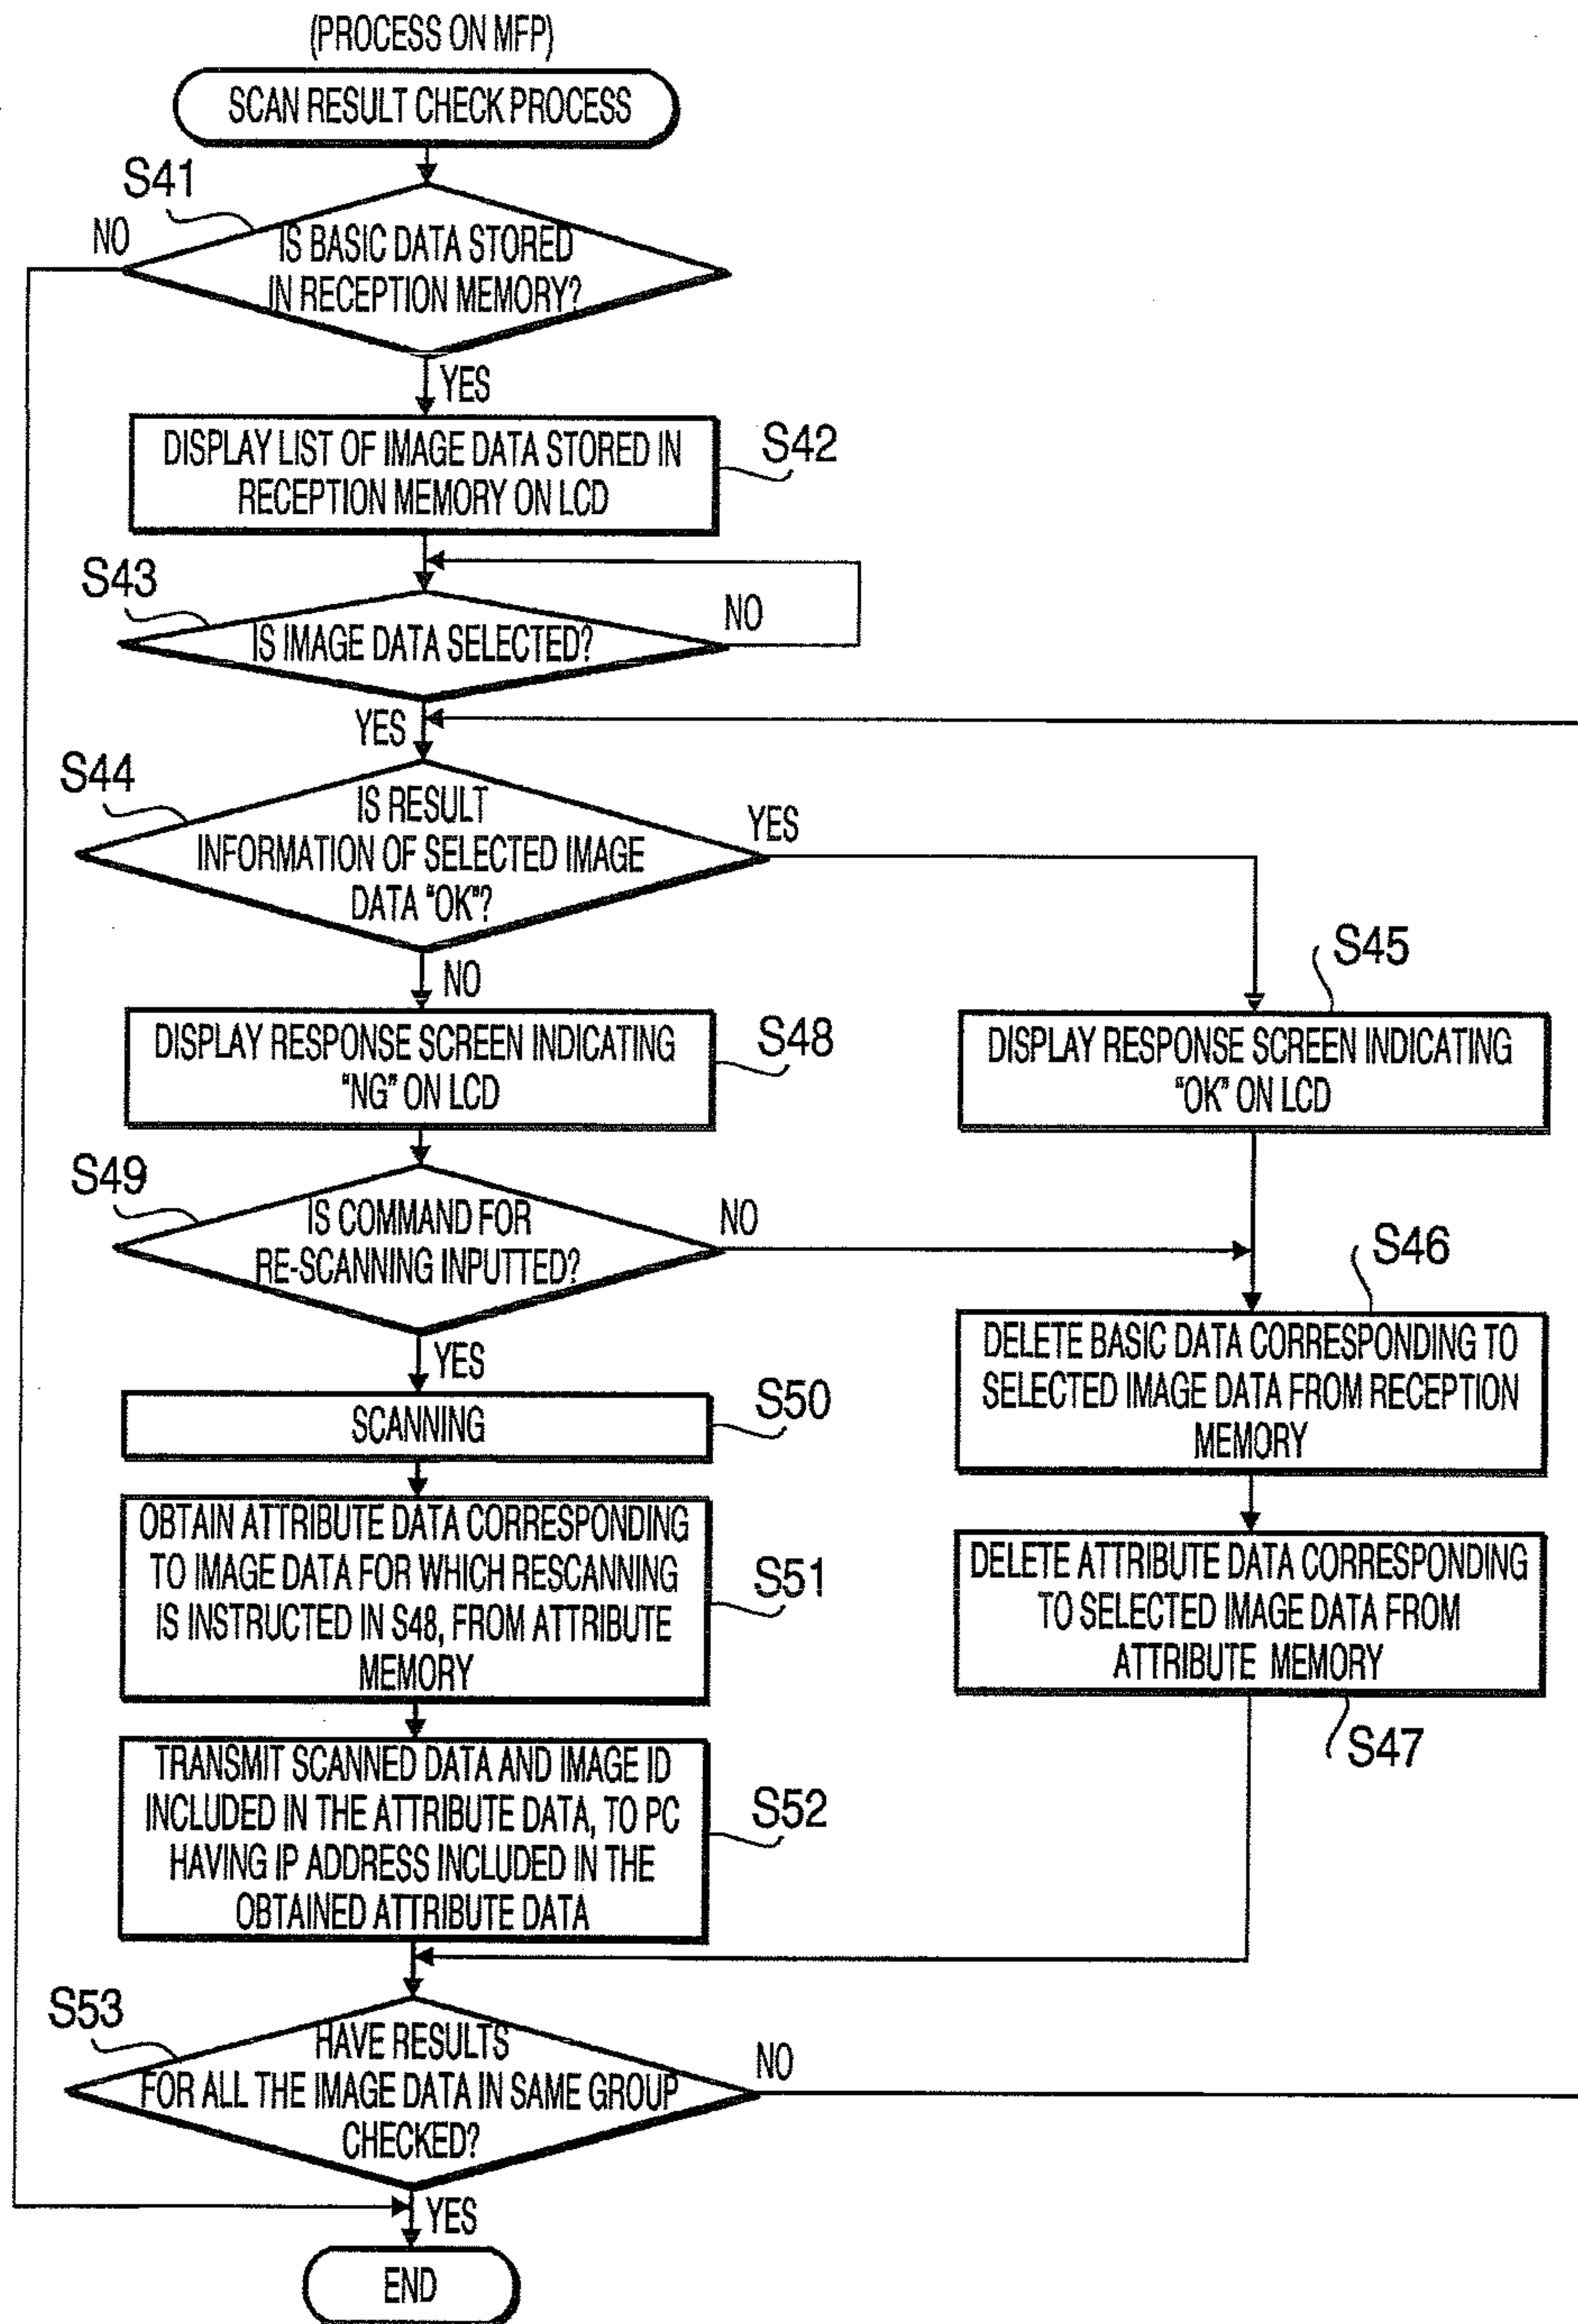 (PROCESS ON MFP)
SCAN RESULT CHECK PROCESS
S41
NO
IS BASIC DATA STORED
IN RECEPTION MEMORY?
YES
DISPLAY LIST OF IMAGE DATA STORED IN
RECEPTION MEMORY ON LCD
S42
S43
IS IMAGE DATA SELECTED?
NO
YES
S44
IS RESULT
INFORMATION OF SELECTED IMAGE
DATA "OK"?
YES
NO
S45
DISPLAY RESPONSE SCREEN INDICATING
"OK" ON LCD
DISPLAY RESPONSE SCREEN INDICATING
"NG" ON LCD
S48
S49
IS COMMAND FOR
RE-SCANNING INPUTTED?
NO
YES
S46
DELETE BASIC DATA CORRESPONDING TO
SELECTED IMAGE DATA FROM RECEPTION
MEMORY
SCANNING
S50
OBTAIN ATTRIBUTE DATA CORRESPONDING
TO IMAGE DATA FOR WHICH RESCANNING
IS INSTRUCTED IN S48, FROM ATTRIBUTE
MEMORY
S51
DELETE ATTRIBUTE DATA CORRESPONDING
TO SELECTED IMAGE DATA FROM
ATTRIBUTE MEMORY
S47
TRANSMIT SCANNED DATA AND IMAGE ID
INCLUDED IN THE ATTRIBUTE DATA, TO PC
HAVING IP ADDRESS INCLUDED IN THE
OBTAINED ATTRIBUTE DATA
S52
S53
HAVE RESULTS
FOR ALL THE IMAGE DATA IN SAME GROUP
CHECKED?
NO
YES
END